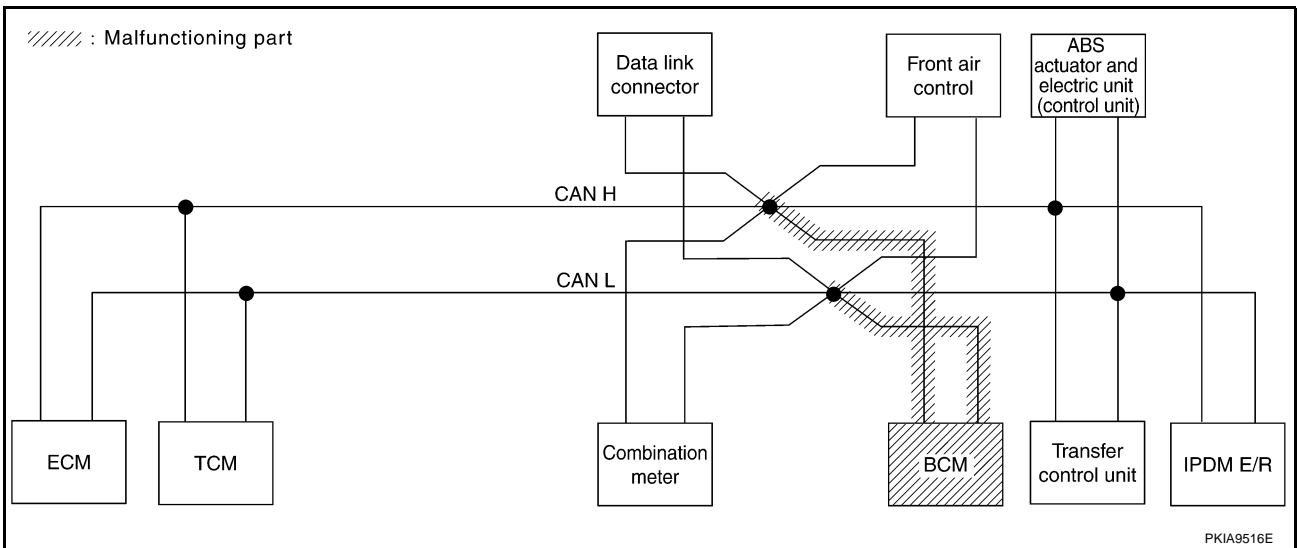 : Malfunctioning part
Data link
connector
Front air
control
ABS
actuator and
electric unit
(control unit)
CAN H
CAN L
ECM
TCM
Combination
meter
BCM
Transfer
control unit
IPDM E/R
PKIA9516E